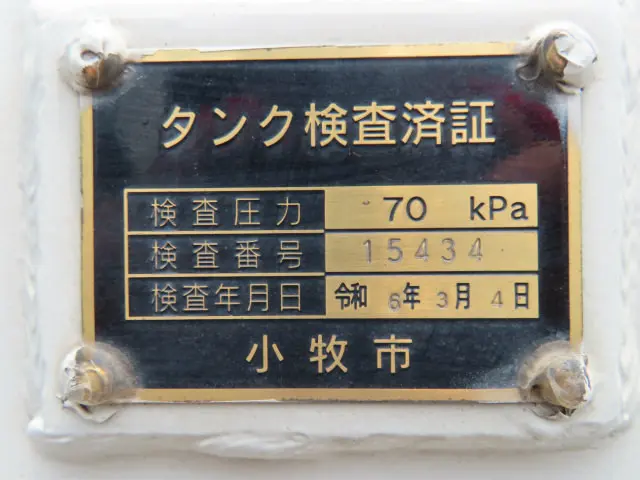 タンク検査済証
検査圧力 70 kPa
検査番号 15434
検査年月日 令和 6年 3月 4日
小牧市